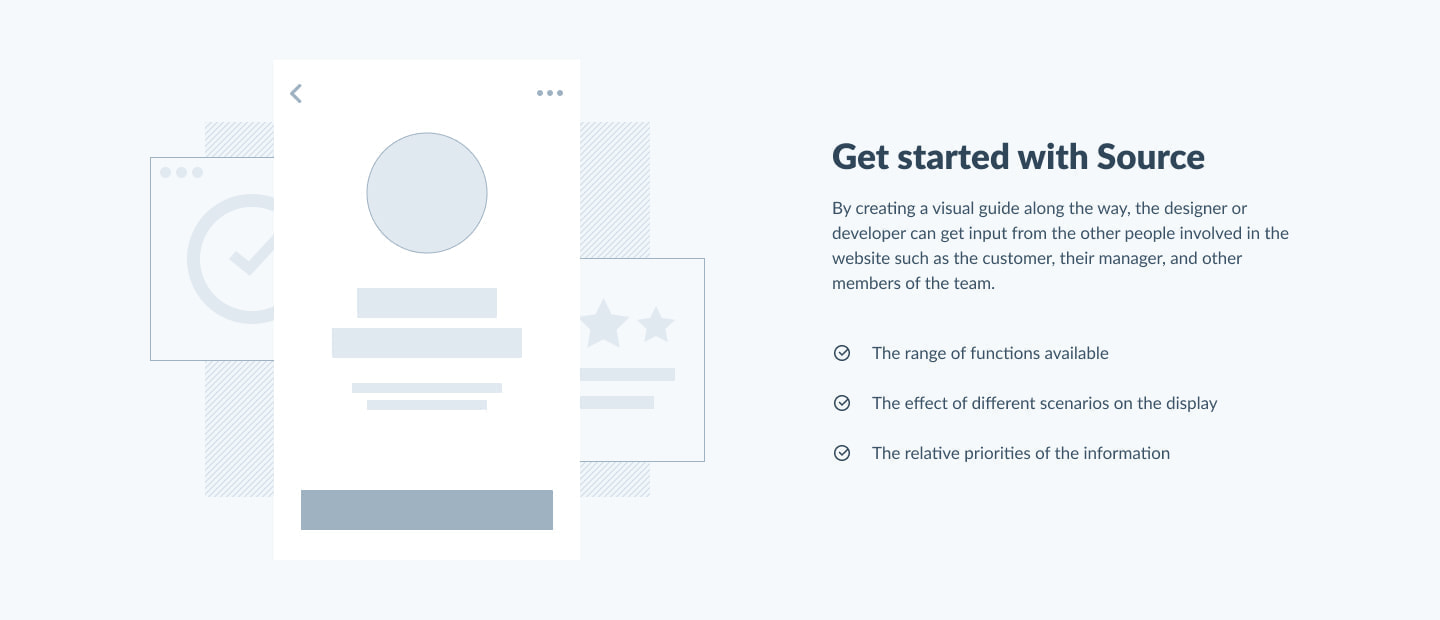 Get started with Source
By creating a visual guide along the way, the designer or
developer can get input from the other people involved in the
website such as the customer, their manager, and other
members of the team.
The range of functions available
The effect of different scenarios on the display
The relative priorities of the information